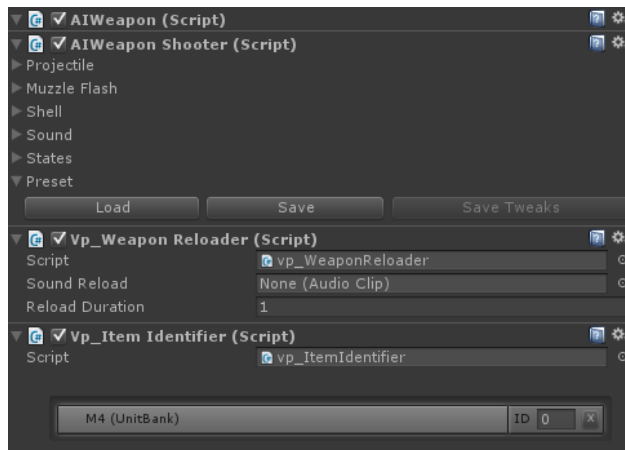 AIWeapon (Script)
AIWeapon Shooter (Script)
Projectile
Muzzle Flash
Shell
Sound
States
Preset
Load Save Save Tweaks
Vp_Weapon Reloader (Script)
Script vp_WeaponReloader
Sound Reload None (Audio Clip)
Reload Duration 1
Vp_Item Identifier (Script)
Script vp_ItemIdentifier
M4 (UnitBank) ID 0 x